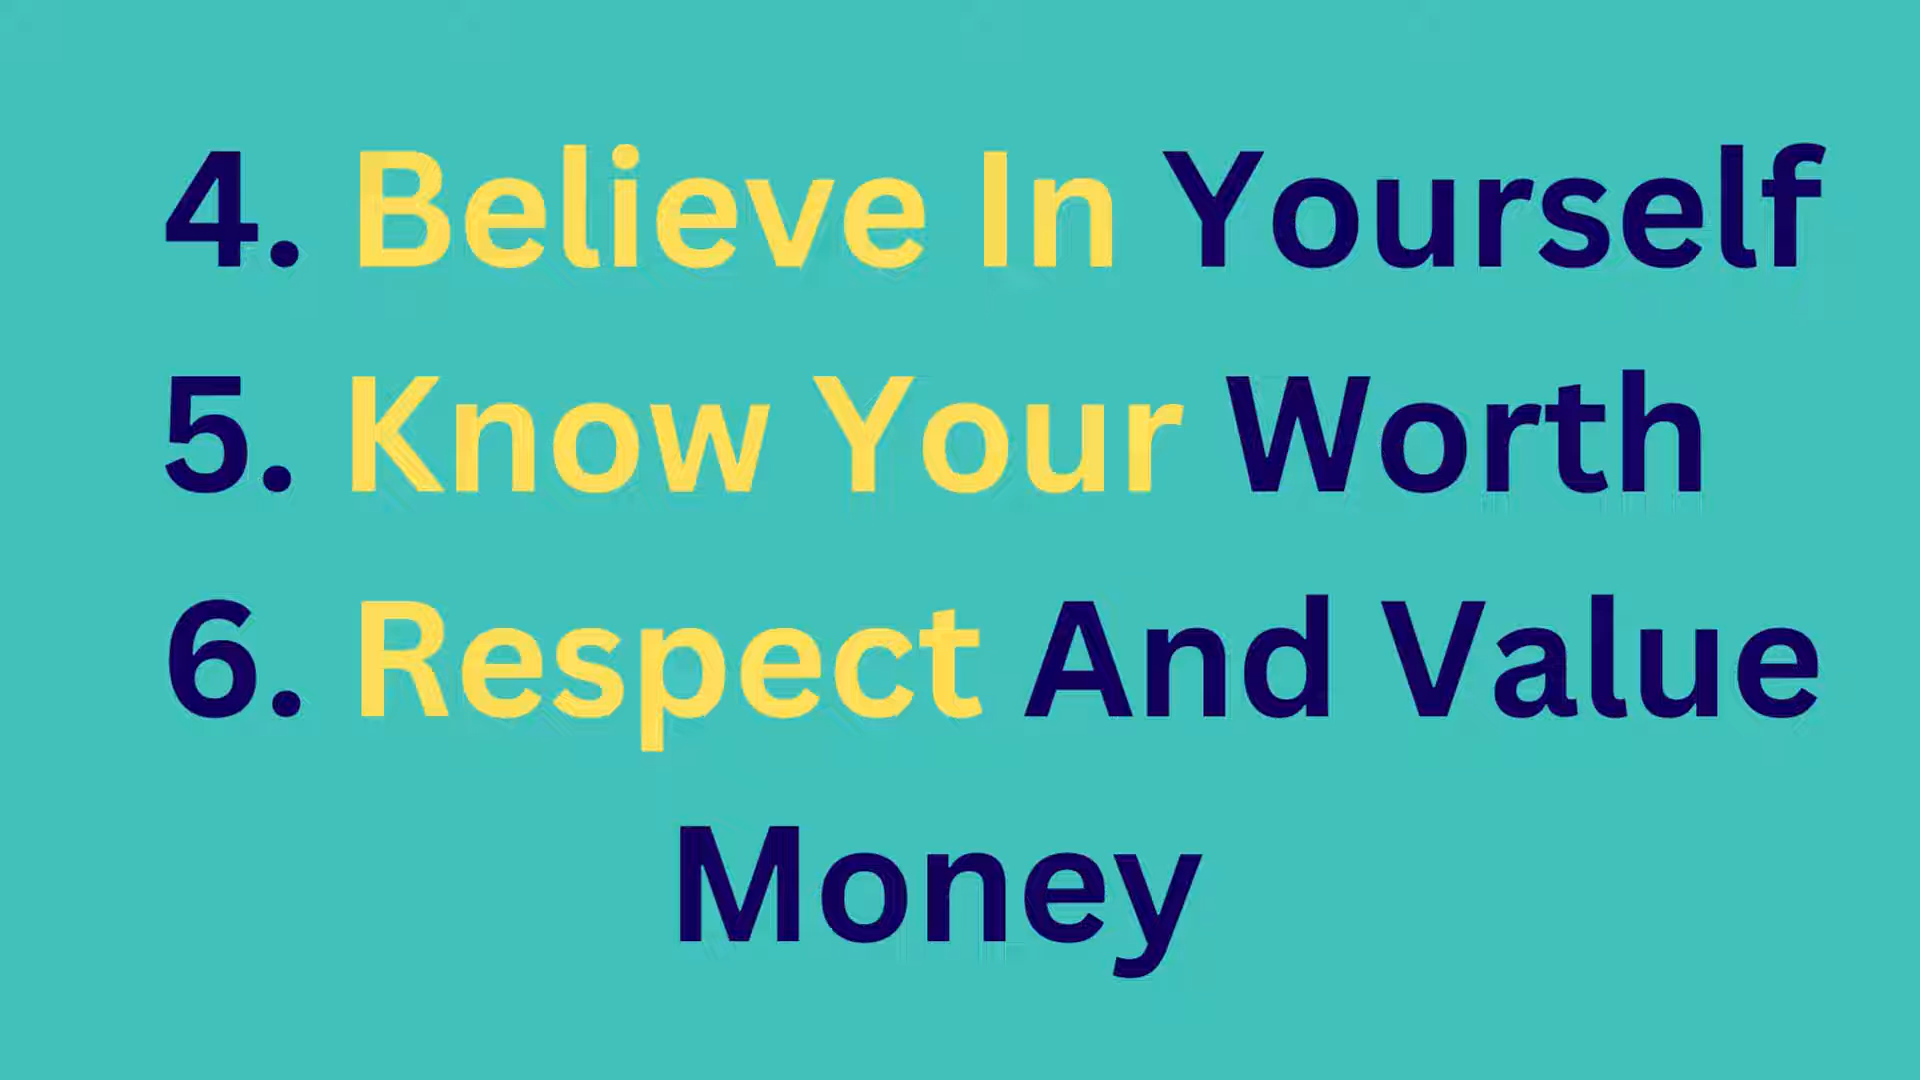 4. Believe In Yourself
5. Know Your Worth
6. Respect And Value
Money